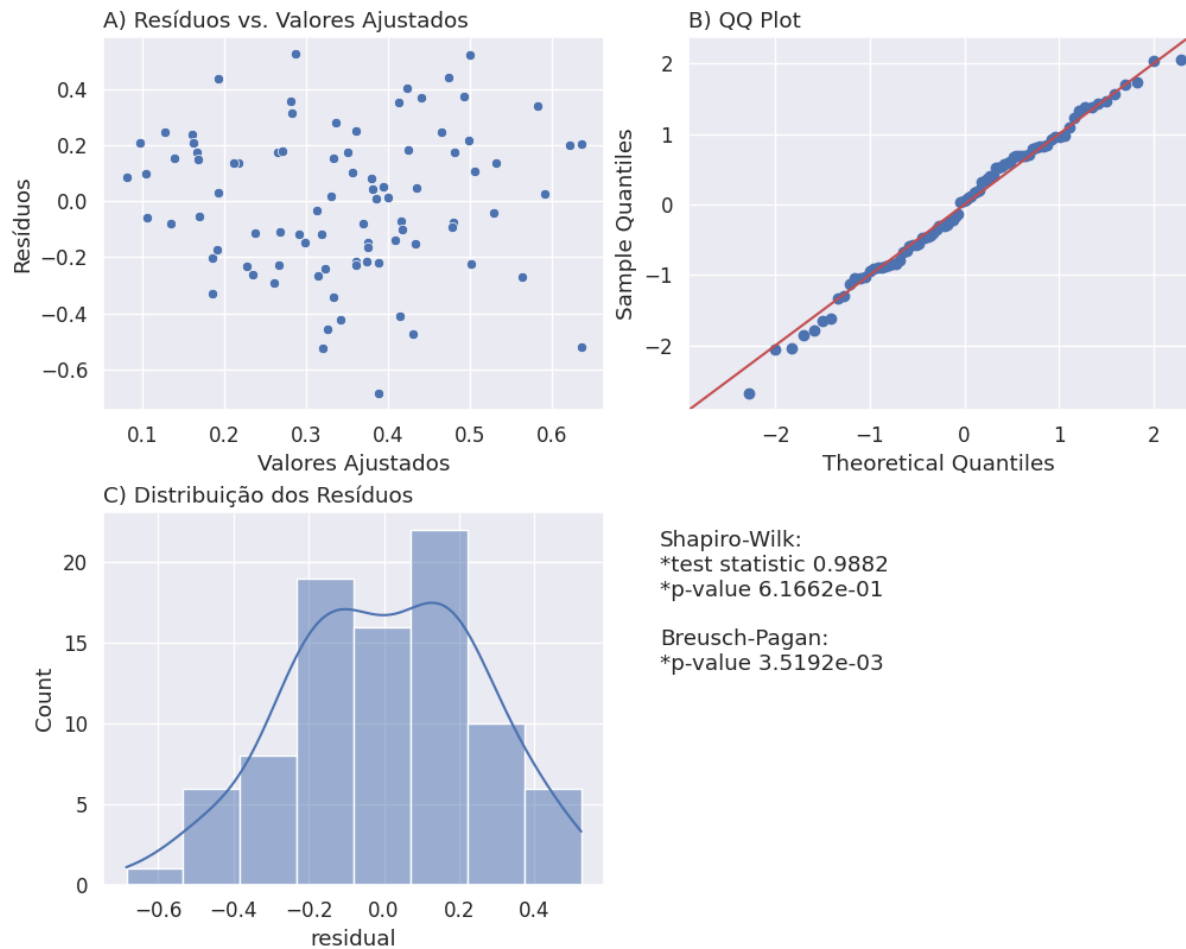 A) Resíduos vs. Valores Ajustados
0.4
0.2
0.0
−0.2
−0.4
−0.6
Resíduos
0.1 0.2 0.3 0.4 0.5 0.6
Valores Ajustados
B) QQ Plot
2
1
0
−1
−2
Sample Quantiles
−2 −1 0 1 2
Theoretical Quantiles
C) Distribuição dos Resíduos
20
15
10
5
0
Count
−0.6 −0.4 −0.2 0.0 0.2 0.4
residual
Shapiro-Wilk:
*test statistic 0.9882
*p-value 6.1662e-01
Breusch-Pagan:
*p-value 3.5192e-03